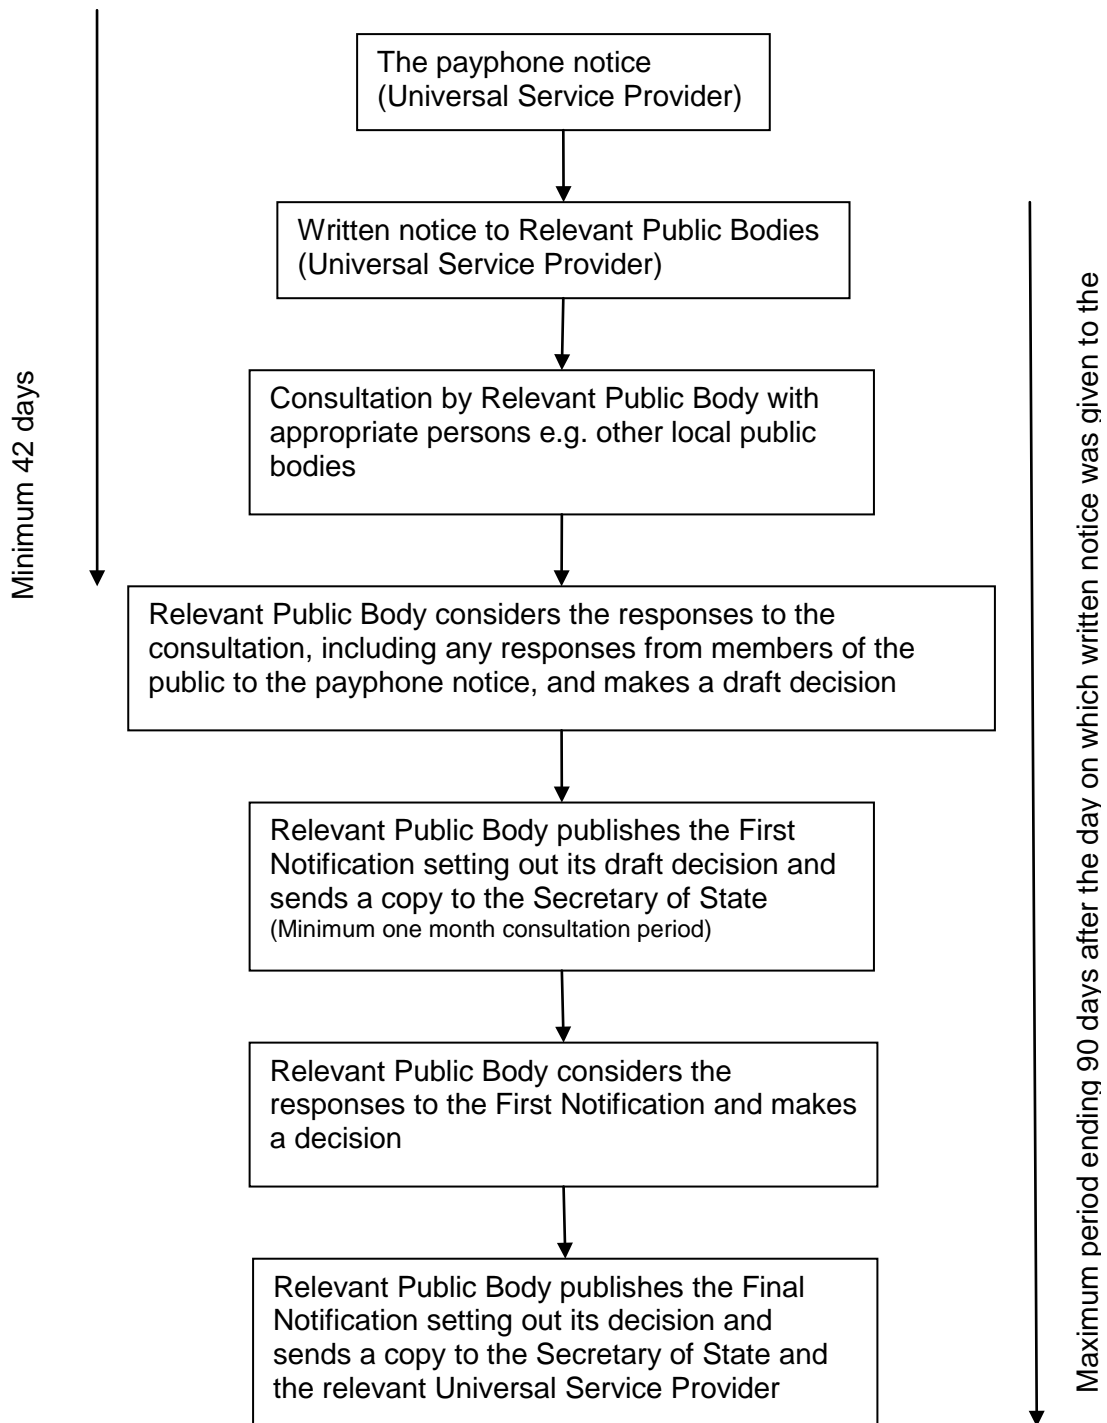 The payphone notice
(Universal Service Provider)
Written notice to Relevant Public Bodies
(Universal Service Provider)
Minimum 42 days
Consultation by Relevant Public Body with
appropriate persons e.g. other local public
bodies
Relevant Public Body considers the responses to the
consultation, including any responses from members of the
public to the payphone notice, and makes a draft decision
Relevant Public Body publishes the First
Notification setting out its draft decision and
sends a copy to the Secretary of State
(Minimum one month consultation period)
Relevant Public Body considers the
responses to the First Notification and makes
a decision
Relevant Public Body publishes the Final
Notification setting out its decision and
sends a copy to the Secretary of State and
the relevant Universal Service Provider
Maximum period ending 90 days after the day on which written notice was given to the